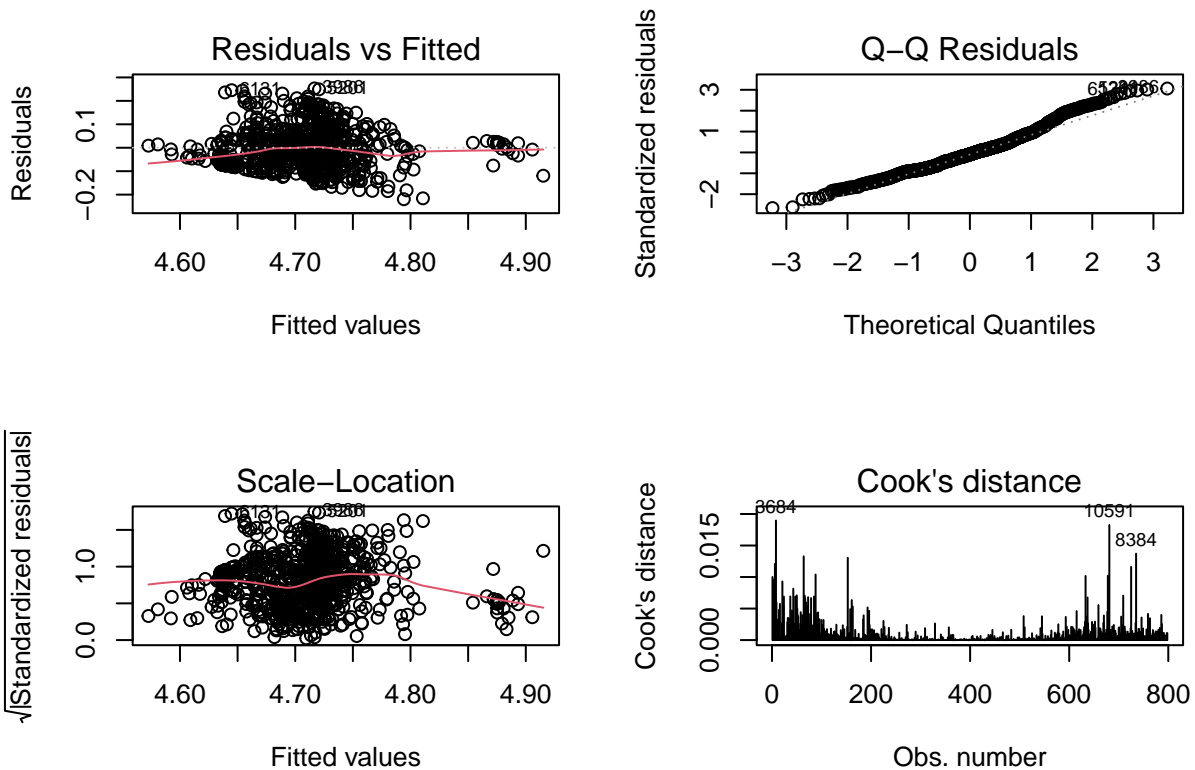 Residuals vs Fitted
Residuals
0.1
−0.2
6131
4.60 4.70 4.80 4.90
Fitted values
Q−Q Residuals
Standardized residuals
3
1
−2
−3 −2 −1 0 1 2 3
Theoretical Quantiles
Scale−Location
√|Standardized residuals|
1.0
0.0
6131
4.60 4.70 4.80 4.90
Fitted values
Cook's distance
Cook's distance
0.015
0.000
3684
10591
8384
0 200 400 600 800
Obs. number